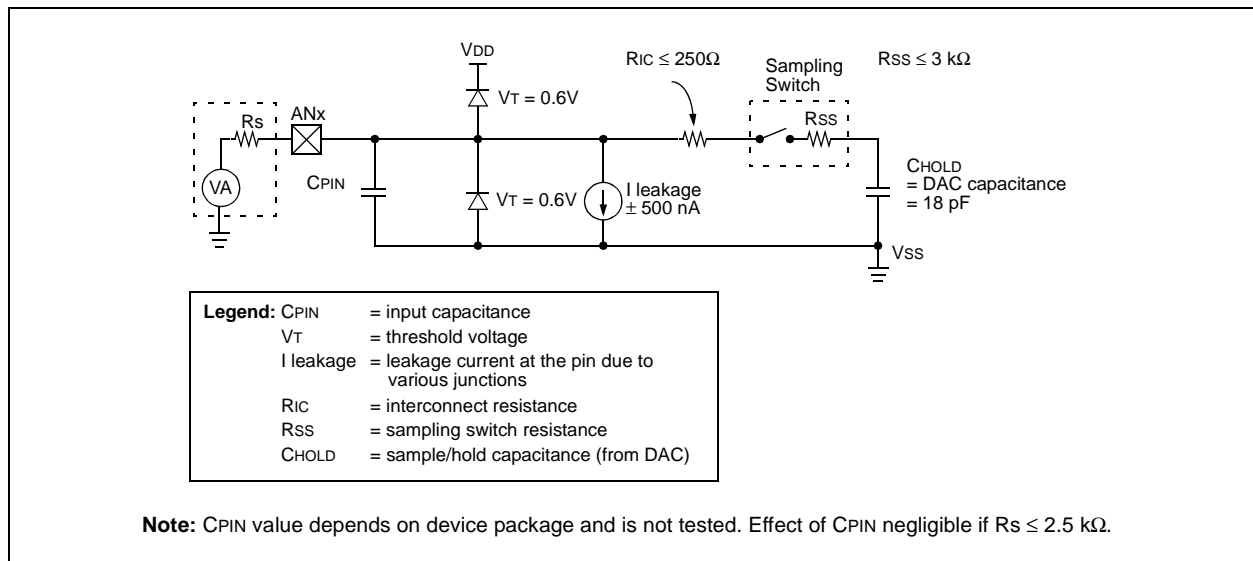 VDD
RIC ≤ 250Ω
Sampling
Switch
RSS ≤ 3 kΩ
VT = 0.6V
Rs
ANx
RSS
VA
CPIN
VT = 0.6V
I leakage
± 500 nA
CHOLD
= DAC capacitance
= 18 pF
VSS
Legend: CPIN = input capacitance
VT = threshold voltage
I leakage = leakage current at the pin due to
various junctions
RIC = interconnect resistance
RSS = sampling switch resistance
CHOLD = sample/hold capacitance (from DAC)
Note: CPIN value depends on device package and is not tested. Effect of CPIN negligible if Rs ≤ 2.5 kΩ.